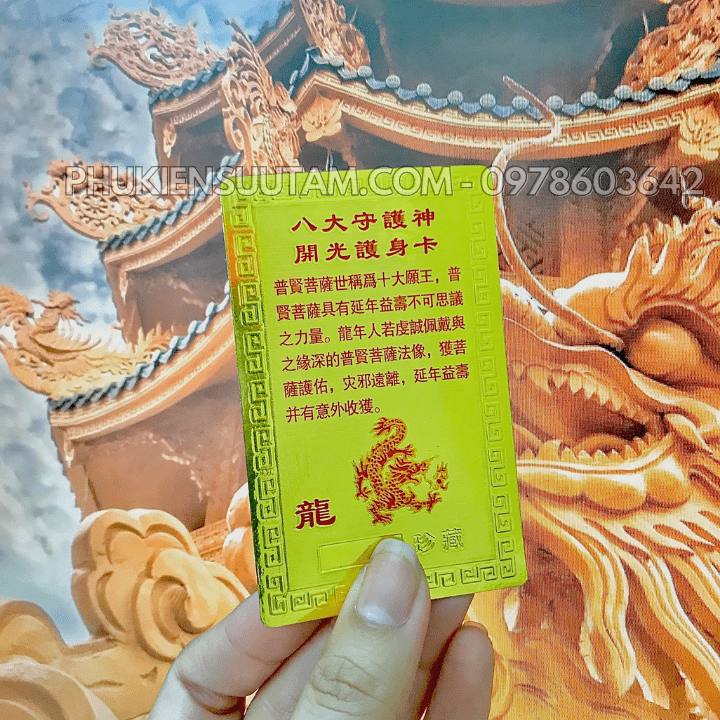 PHUKIENSUUTAM.COM - 0978603642
八大守護神
開光護身卡
普賢菩薩世稱爲十大願王，普
賢菩薩具有延年益壽不可思議
之力量。龍年人若虔誠佩戴與
之緣深的普賢菩薩法像，獲菩
薩護佑，灾邪遠離，延年益壽
并有意外收獲。
龍
珍藏